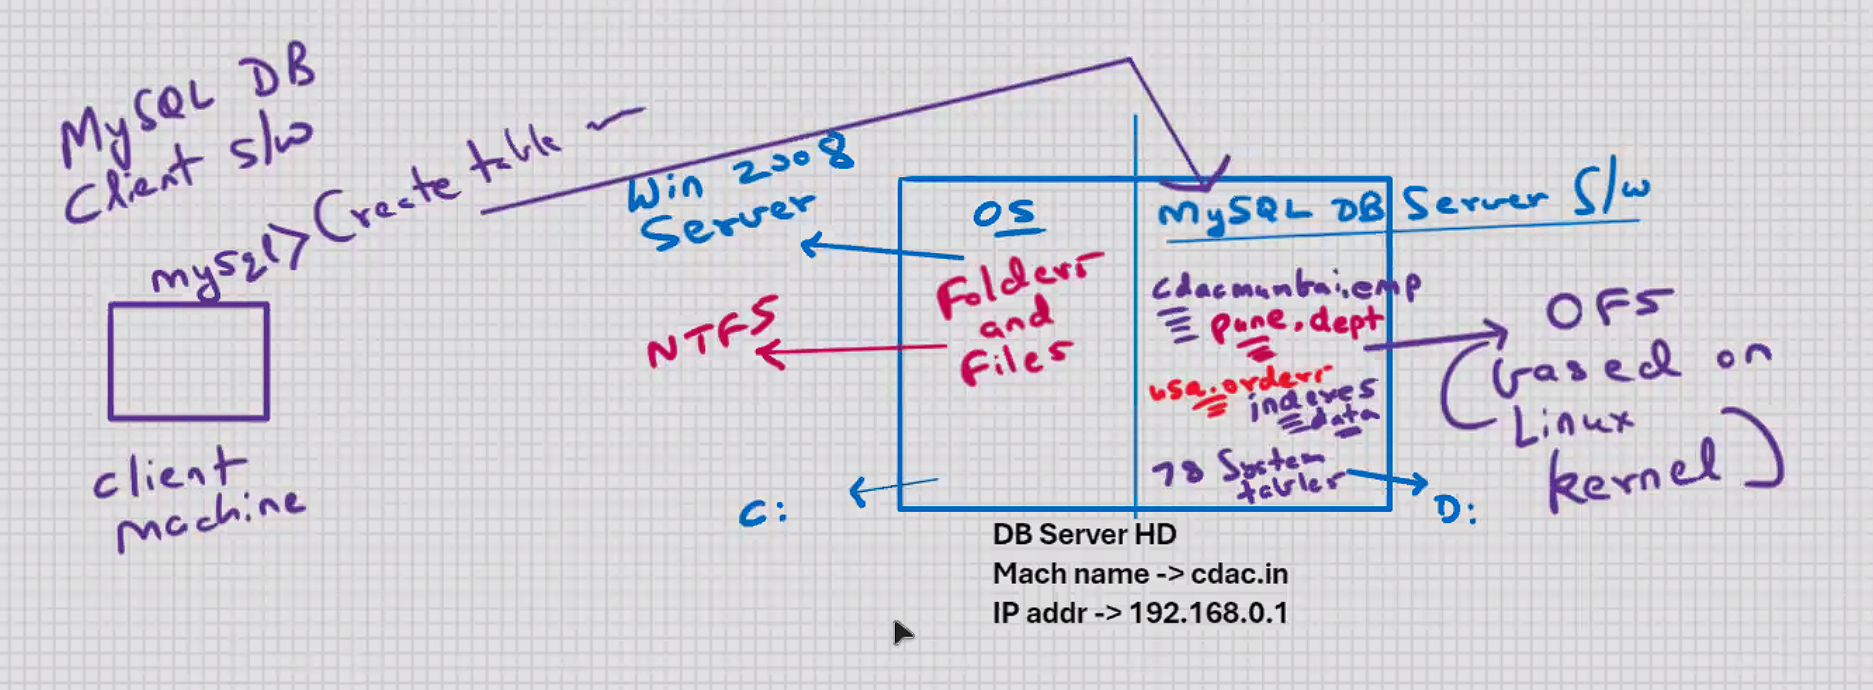 MySQL DB
Client S/w
mysql> Create table
client
machine
Win 2008
Server
NTFS
C:
OS
Folders
and
Files
MySQL DB Server S/w
cdacmumbai.emp
pune.dept
usa.orders
indexes
data
78 System
tables
D:
OFS
(based on
Linux
kernel)
DB Server HD
Mach name -> cdac.in
IP addr -> 192.168.0.1